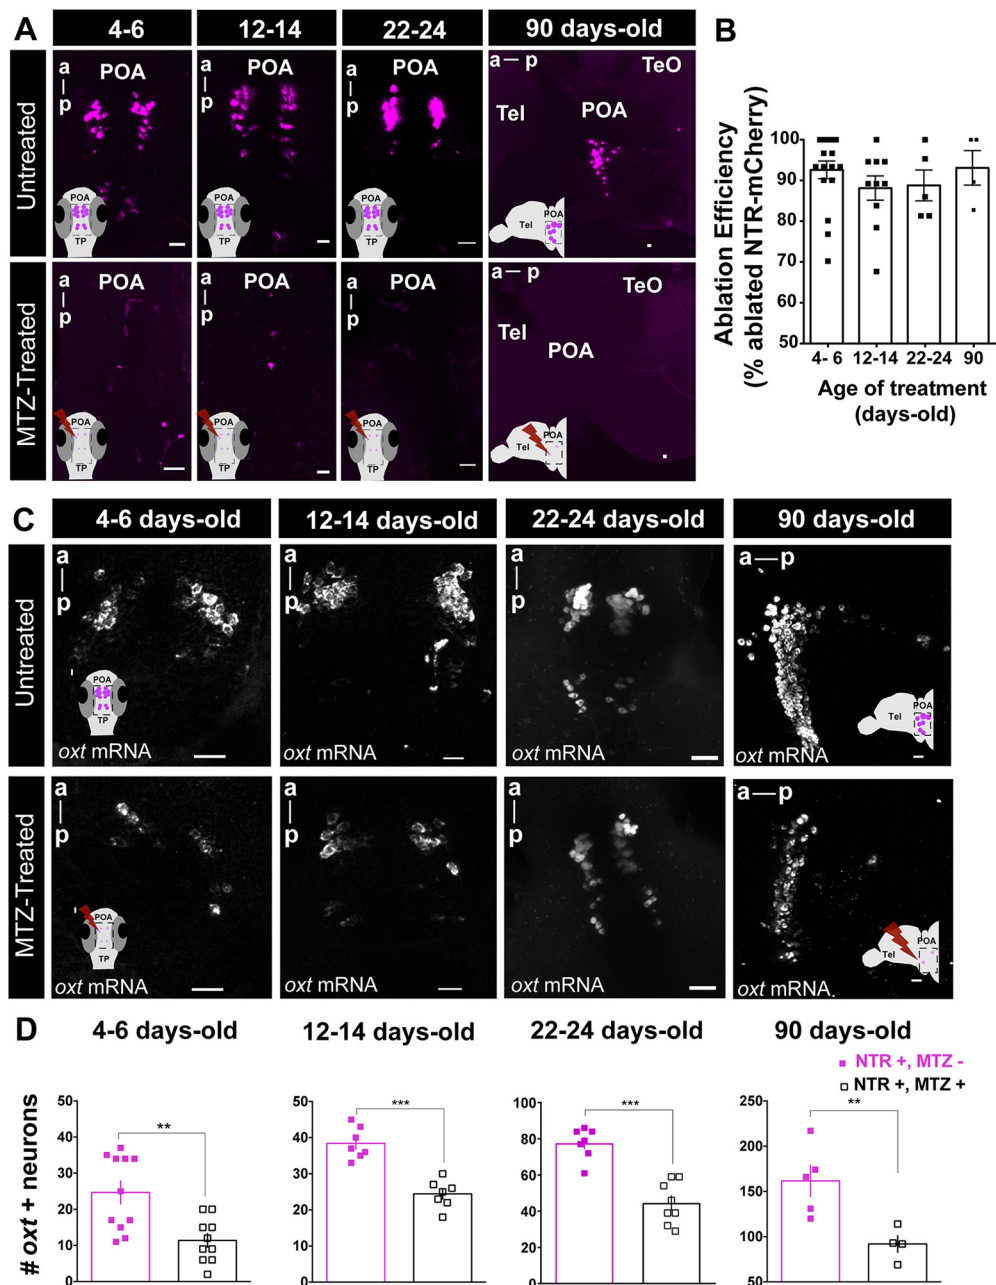 A
4-6
12-14
22-24
90 days-old
B
Untreated
a
p
POA
POA
TP
a
p
POA
POA
TP
a
p
POA
POA
TP
a — p
TeO
Tel
POA
POA
Tel
MTZ-Treated
a
p
POA
POA
TP
a
p
POA
POA
TP
a
p
POA
POA
TP
a — p
TeO
Tel
POA
POA
Tel
Ablation Efficiency
(% ablated NTR-mCherry)
100
90
80
70
60
50
4- 6
12-14
22-24
90
Age of treatment
(days-old)
C
4-6 days-old
12-14 days-old
22-24 days-old
90 days-old
Untreated
a
p
POA
TP
oxt mRNA
a
p
oxt mRNA
a
p
oxt mRNA
a — p
POA
Tel
oxt mRNA
MTZ-Treated
a
p
POA
TP
oxt mRNA
a
p
oxt mRNA
a
p
oxt mRNA
a — p
POA
Tel
oxt mRNA
D
4-6 days-old
12-14 days-old
22-24 days-old
90 days-old
NTR +, MTZ -
NTR +, MTZ +
# oxt + neurons
50
40
30
20
10
0
**
50
40
30
20
10
0
***
100
80
60
40
20
0
***
250
200
150
100
50
**